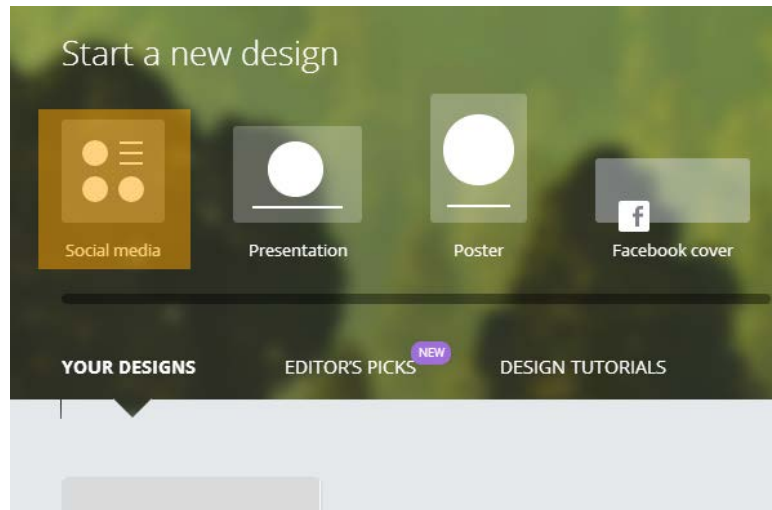 Start a new design
Social media
Presentation
Poster
f
Facebook cover
YOUR DESIGNS
EDITOR'S PICKS
NEW
DESIGN TUTORIALS